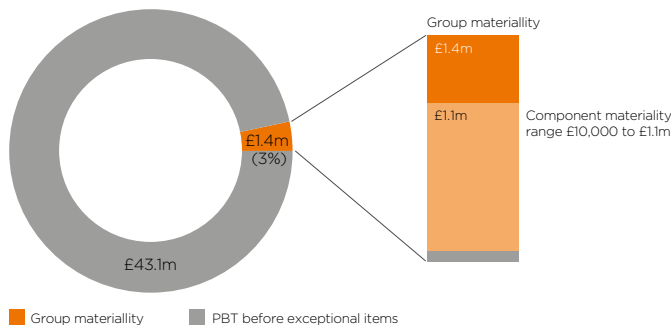 Group materiallity
£1.4m
£1.1m
Component materiality
range £10,000 to £1.1m
£1.4m
(3%)
£43.1m
Group materiallity
PBT before exceptional items